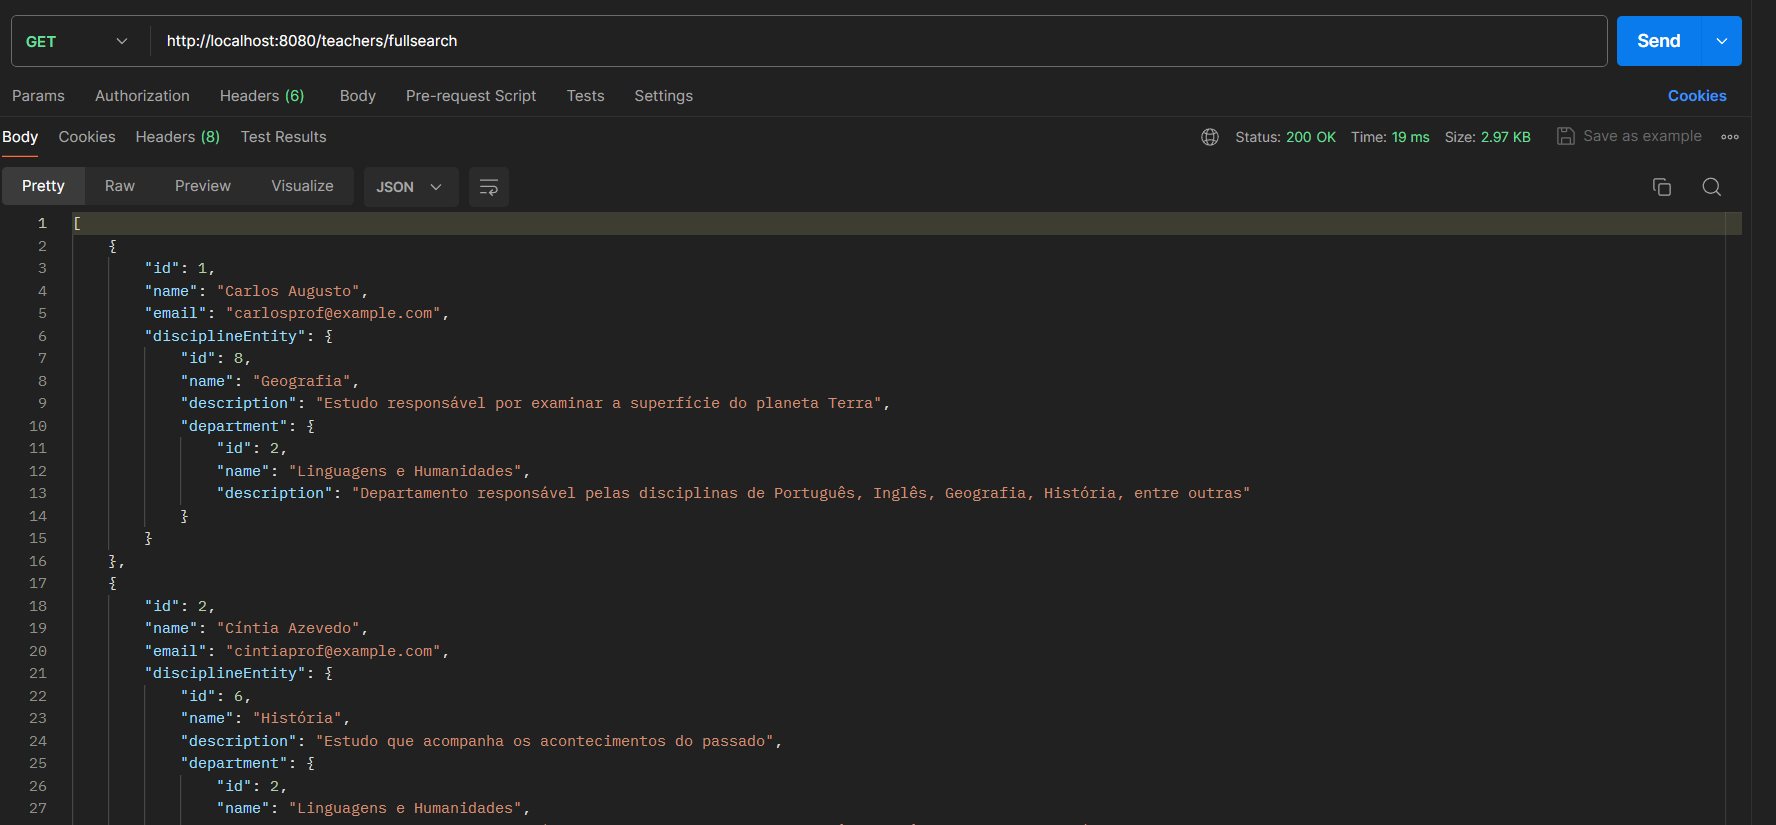 GET http://localhost:8080/teachers/fullsearch Send
Params Authorization Headers (6) Body Pre-request Script Tests Settings Cookies
Body Cookies Headers (8) Test Results Status: 200 OK Time: 19 ms Size: 2.97 KB Save as example
Pretty Raw Preview Visualize JSON
1 [
2 {
3 "id": 1,
4 "name": "Carlos Augusto",
5 "email": "carlosprof@example.com",
6 "disciplineEntity": {
7 "id": 8,
8 "name": "Geografia",
9 "description": "Estudo responsável por examinar a superfície do planeta Terra",
10 "department": {
11 "id": 2,
12 "name": "Linguagens e Humanidades",
13 "description": "Departamento responsável pelas disciplinas de Português, Inglês, Geografia, História, entre outras"
14 }
15 }
16 },
17 {
18 "id": 2,
19 "name": "Cíntia Azevedo",
20 "email": "cintiaprof@example.com",
21 "disciplineEntity": {
22 "id": 6,
23 "name": "História",
24 "description": "Estudo que acompanha os acontecimentos do passado",
25 "department": {
26 "id": 2,
27 "name": "Linguagens e Humanidades",